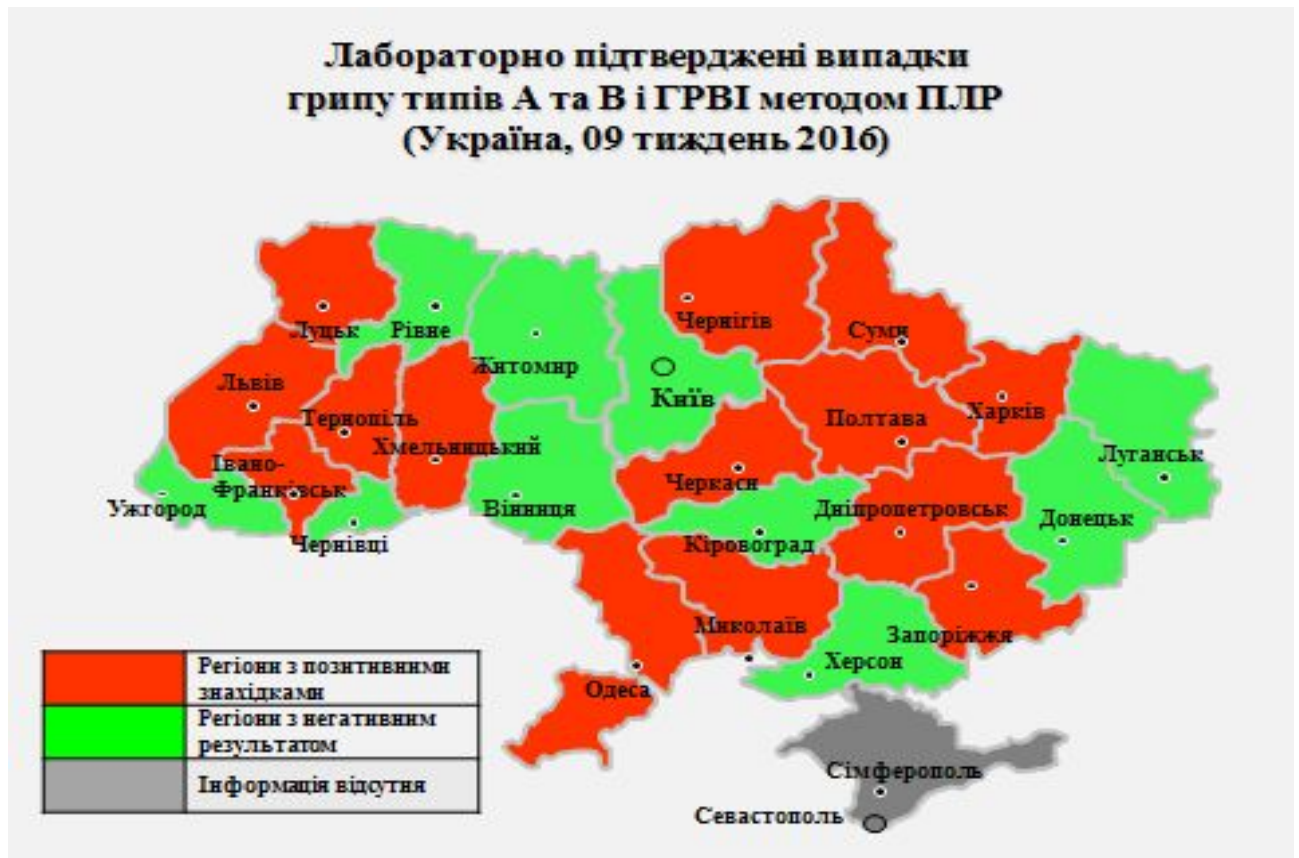 Лабораторно підтверджені випадки
грипу типів А та В і ГРВІ методом ПЛР
(Україна, 09 тиждень 2016)
Луцьк
Рівне
Житомир
Київ
Чернігів
Суми
Львів
Тернопіль
Хмельницький
Полтава
Харків
Луганськ
Івано-
Франківськ
Ужгород
Чернівці
Вінниця
Черкаси
Кіровоград
Дніпропетровськ
Донецьк
Миколаїв
Запоріжжя
Херсон
Одеса
Сімферополь
Севастополь
Регіони з позитивними
знахідками
Регіони з негативним
результатом
Інформація відсутня